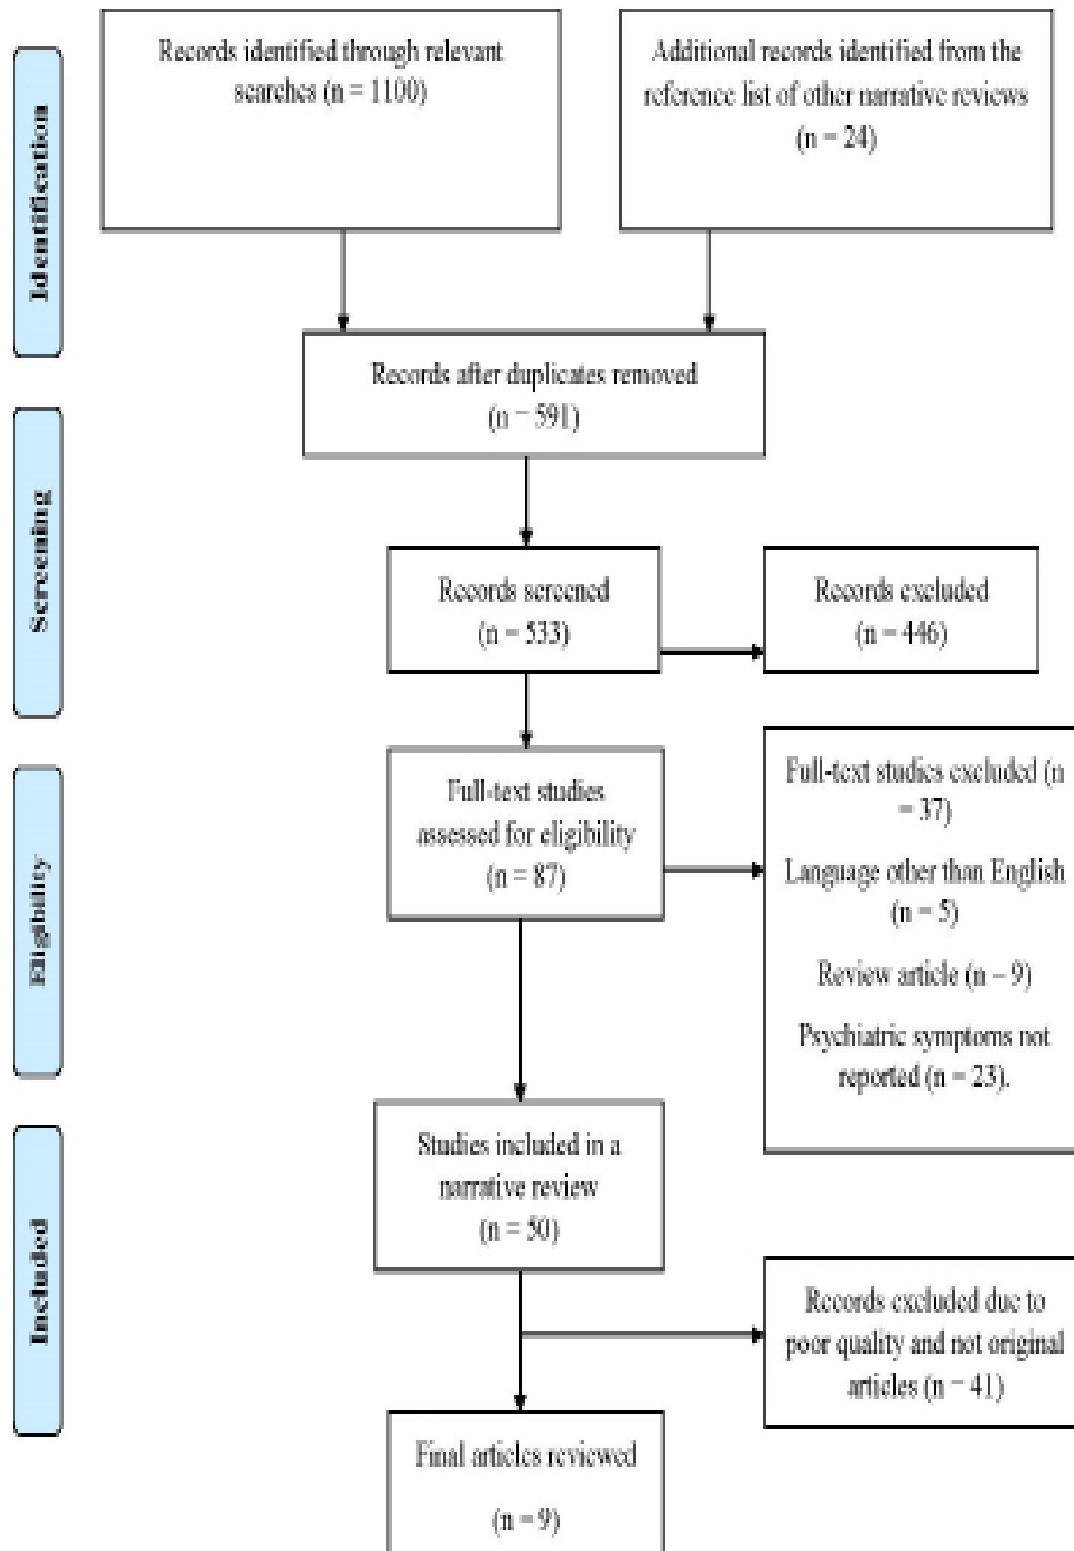 Identification
Records identified through relevant
searches (n = 1100)
Additional records identified from the
reference list of other narrative reviews
(n = 24)
Records after duplicates removed
(n = 591)
Screening
Records screened
(n = 533)
Records excluded
(n = 446)
Eligibility
Full-text studies
assessed for eligibility
(n = 87)
Full-text studies excluded (n
= 37)
Language other than English
(n = 5)
Review article (n = 9)
Psychiatric symptoms not
reported (n = 23).
Included
Studies included in a
narrative review
(n = 50)
Records excluded due to
poor quality and not original
articles (n = 41)
Final articles reviewed
(n = 9)